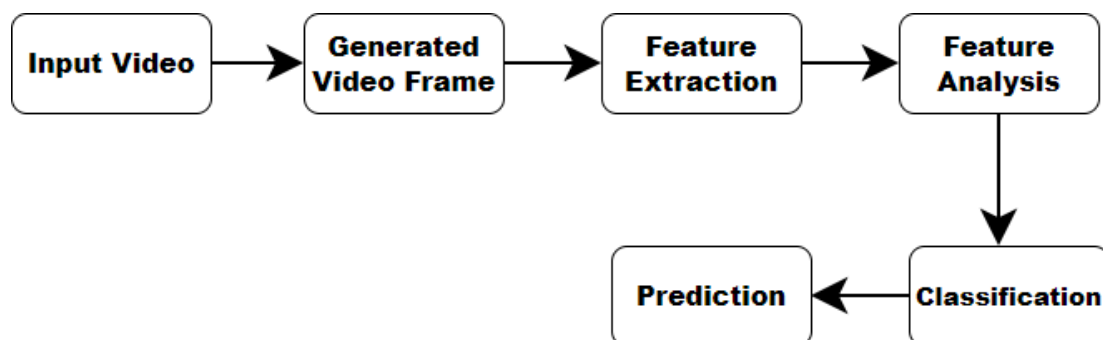 Input Video
Generated
Video Frame
Feature
Extraction
Feature
Analysis
Prediction
Classification